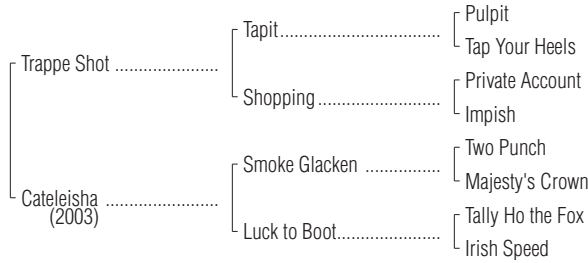 Pulpit
Tapit
Tap Your Heels
Trappe Shot
Private Account
Shopping
Impish
Two Punch
Smoke Glacken
Majesty's Crown
Cateleisha
(2003)
Tally Ho the Fox
Luck to Boot
Irish Speed